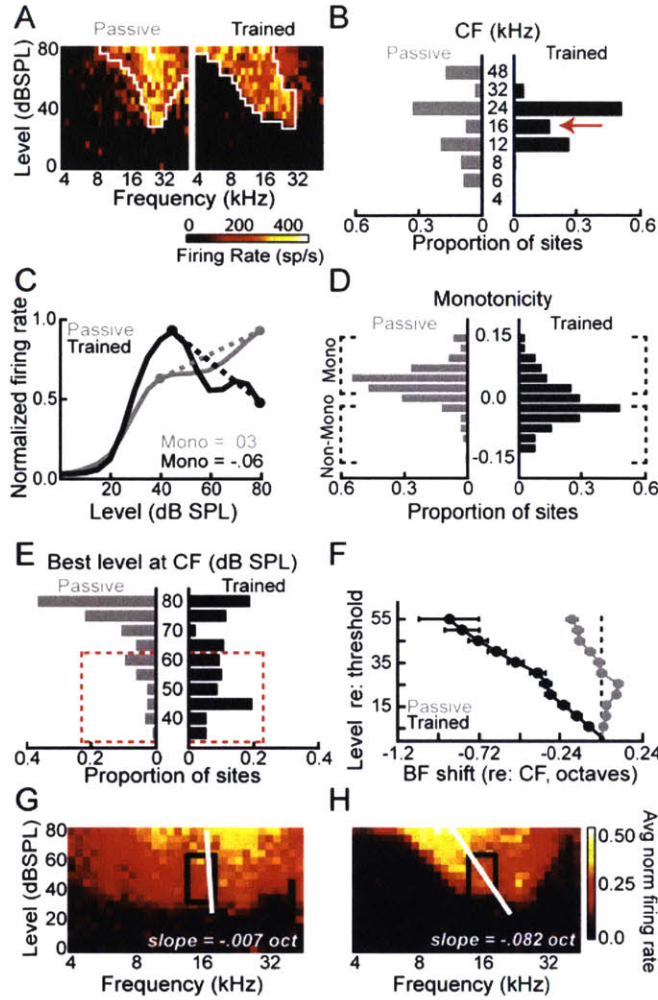 A
Passive
Trained
Level (dBSPL)
80
40
0
4 8 16 32
4 8 16 32
Frequency (kHz)
0 200 400
Firing Rate (sp/s)
B
CF (kHz)
Passive
Trained
48
32
24
16
12
8
6
4
0.6 0.3 0 0 0.3 0.6
Proportion of sites
C
Normalized firing rate
1.0
0.5
0.0
Passive
Trained
Mono = .03
Mono = -.06
0 20 40 60 80
Level (dB SPL)
D
Monotonicity
Passive
Trained
Mono
Non-Mono
0.15
0.0
-0.15
0.6 0.3 0 0 0.3 0.6
Proportion of sites
E
Best level at CF (dB SPL)
Passive
Trained
80
70
60
50
40
0.4 0.2 0 0 0.2 0.4
Proportion of sites
F
Level re: threshold
55
35
15
Passive
Trained
-1.2 -0.72 -0.24 0.24
BF shift (re: CF, octaves)
G
Level (dBSPL)
80
60
40
20
0
slope = -.007 oct
4 8 16 32
Frequency (kHz)
H
slope = -.082 oct
4 8 16 32
Frequency (kHz)
0.50
0.25
0.0
Avg norm firing rate